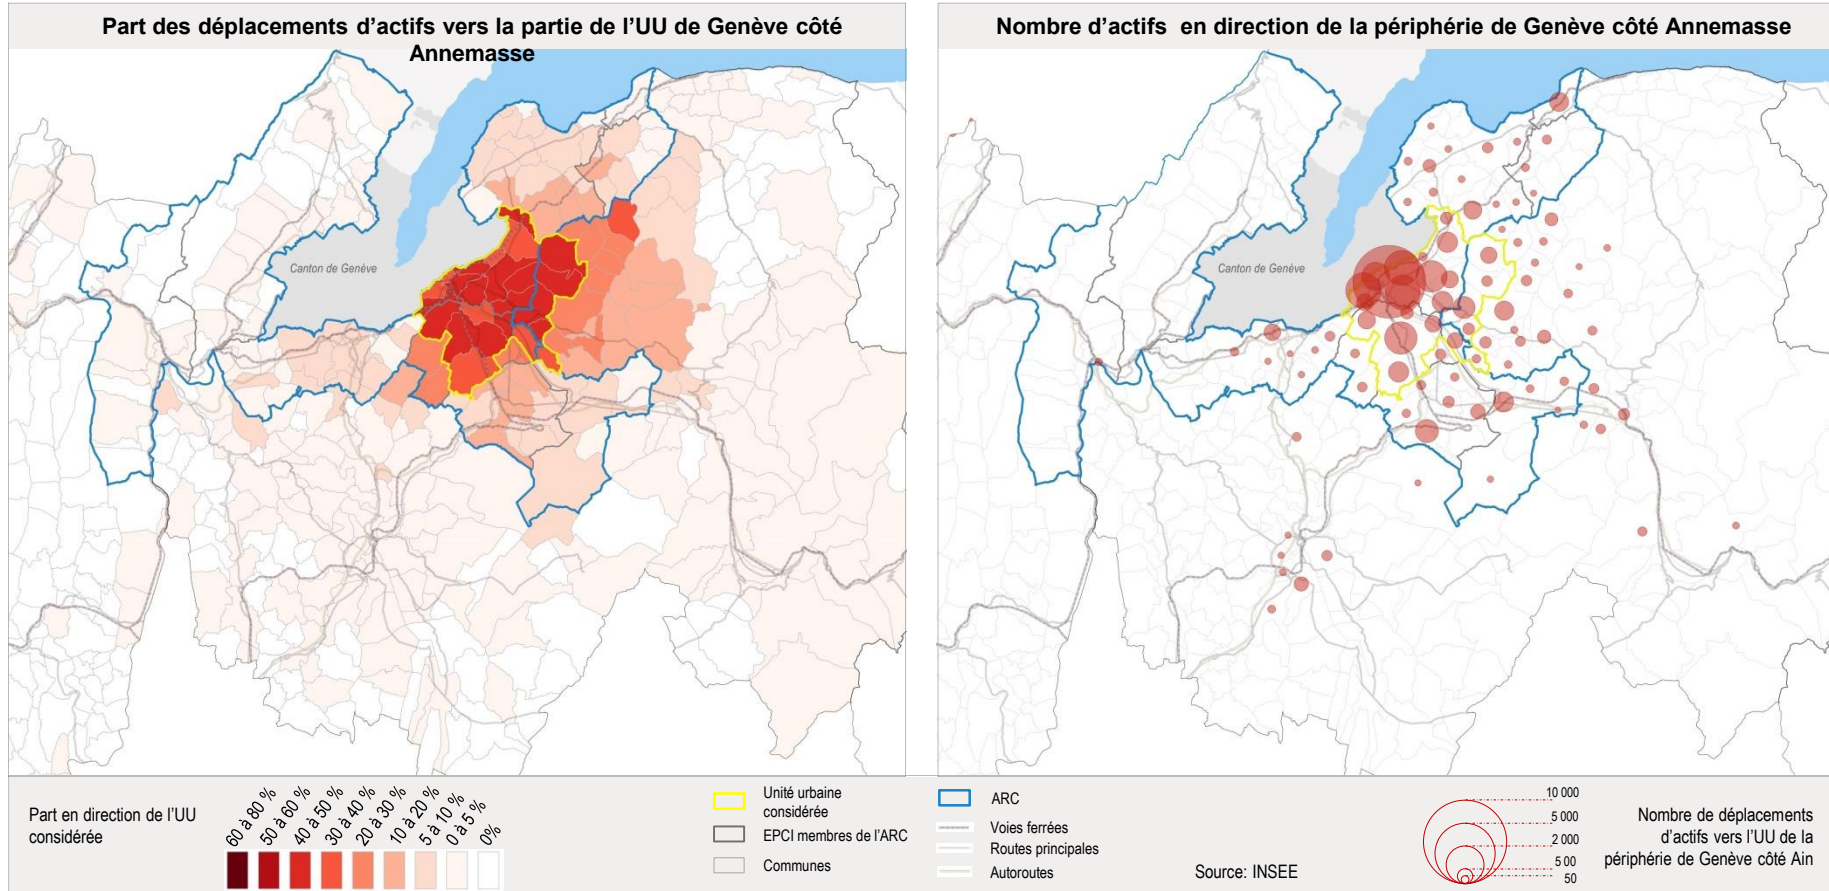 Part des déplacements d'actifs vers la partie de l'UU de Genève côté
Annemasse
Nombre d'actifs en direction de la périphérie de Genève côté Annemasse
Canton de Genève
Canton de Genève
Part en direction de l'UU
considérée
60 à 80 %
50 à 60 %
40 à 50 %
30 à 40 %
20 à 30 %
10 à 20 %
5 à 10 %
0 à 5 %
0%
Unité urbaine
considérée
EPCI membres de l'ARC
Communes
ARC
Voies ferrées
Routes principales
Autoroutes
Source: INSEE
10 000
5 000
2 000
5 00
50
Nombre de déplacements
d'actifs vers l'UU de la
périphérie de Genève côté Ain